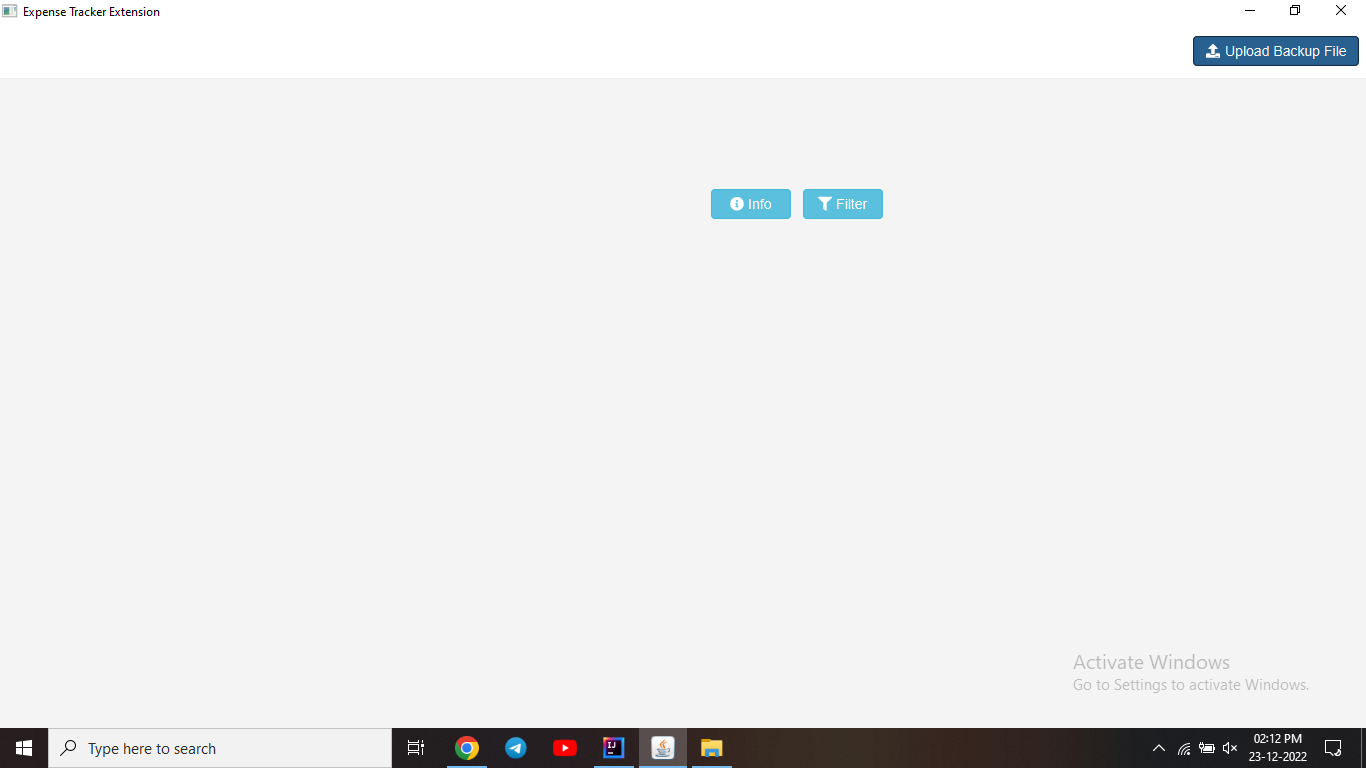 Expense Tracker Extension
Upload Backup File
Info
Filter
Activate Windows
Go to Settings to activate Windows.
Type here to search
IJ
02:12 PM
23-12-2022